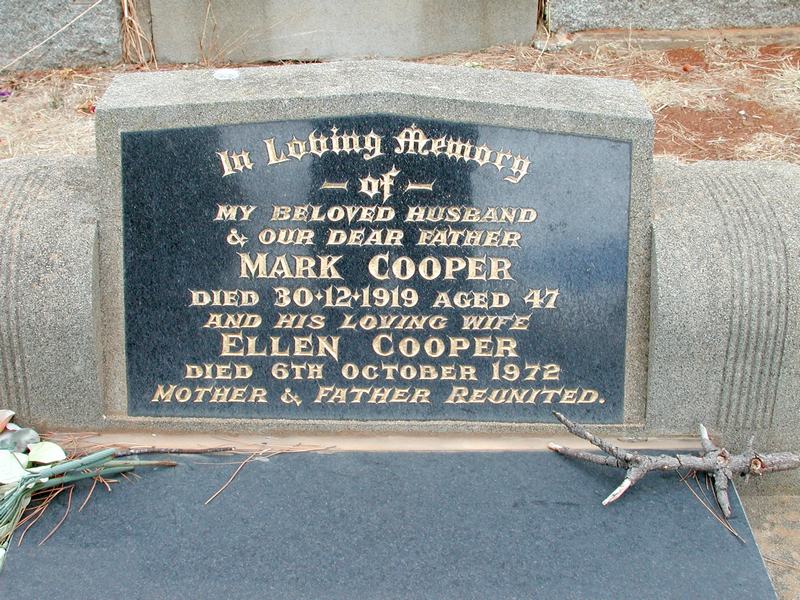 In Loving Memory
— of —
MY BELOVED HUSBAND
& OUR DEAR FATHER
MARK COOPER
DIED 30·12·1919 AGED 47
AND HIS LOVING WIFE
ELLEN COOPER
DIED 6TH OCTOBER 1972
MOTHER & FATHER REUNITED.